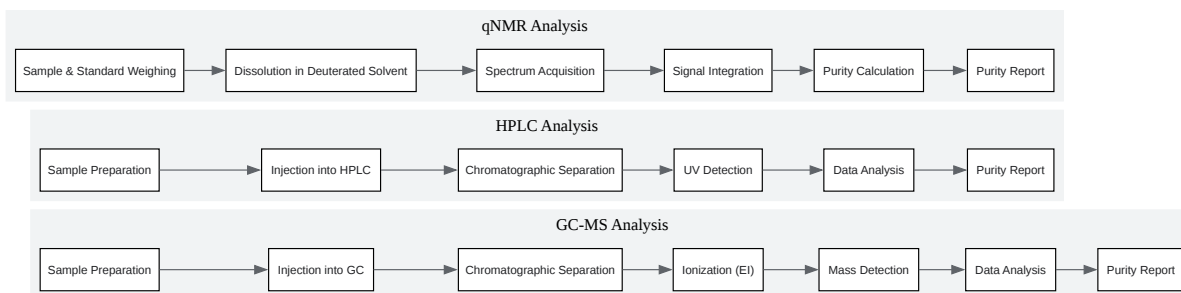 qNMR Analysis
Sample & Standard Weighing
Dissolution in Deuterated Solvent
Spectrum Acquisition
Signal Integration
Purity Calculation
Purity Report
HPLC Analysis
Sample Preparation
Injection into HPLC
Chromatographic Separation
UV Detection
Data Analysis
Purity Report
GC-MS Analysis
Sample Preparation
Injection into GC
Chromatographic Separation
Ionization (EI)
Mass Detection
Data Analysis
Purity Report